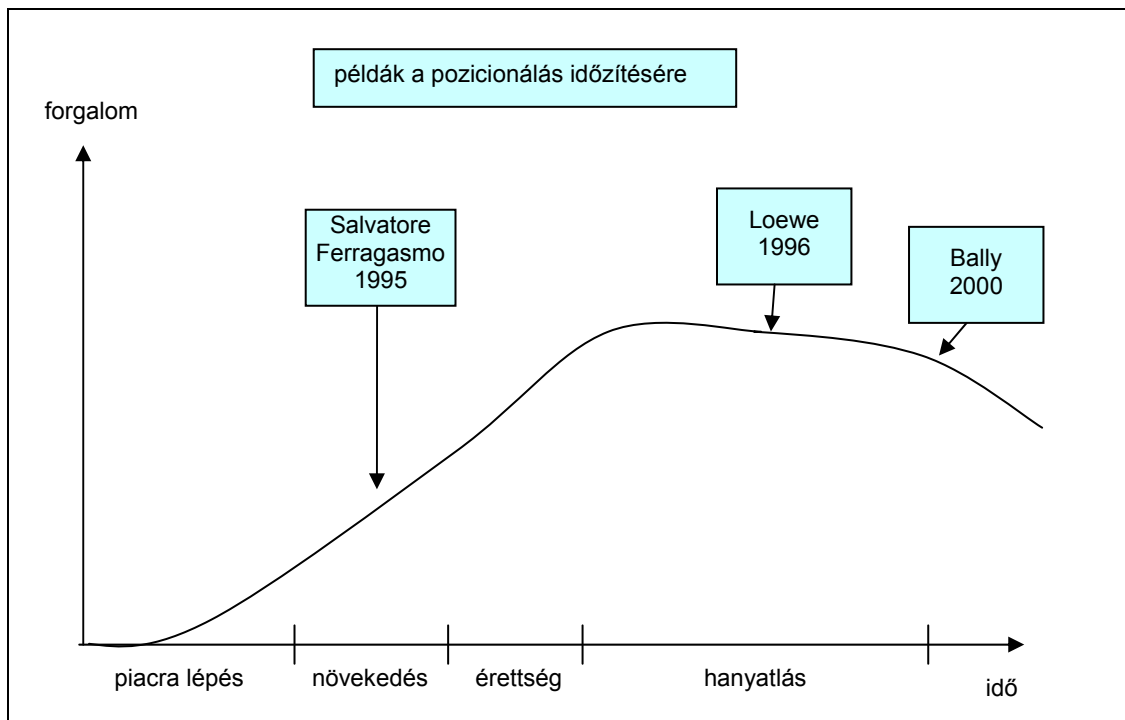 példák a pozicionálás időzítésére
forgalom
Salvatore
Ferragasmo
1995
Loewe
1996
Bally
2000
piacra lépés
növekedés
érettség
hanyatlás
idő